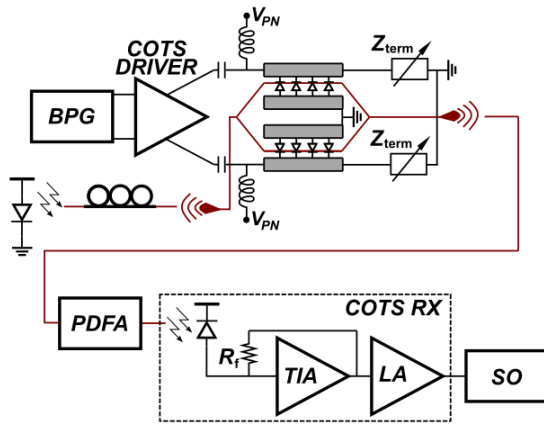 V_PN
COTS
DRIVER
Z_term
BPG
Z_term
V_PN
PDFA
COTS RX
R_f
TIA
LA
SO